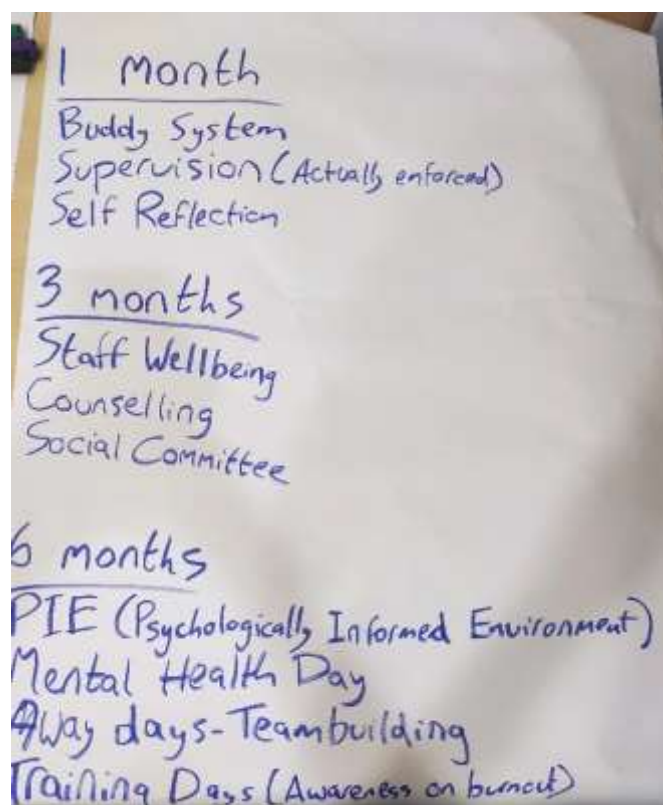 1 Month
Buddy System
Supervision (Actually enforced)
Self Reflection
3 months
Staff Wellbeing
Counselling
Social Committee
6 months
PIE (Psychologically Informed Environment)
Mental Health Day
Away days - Teambuilding
Training Days (Awareness on burnout)